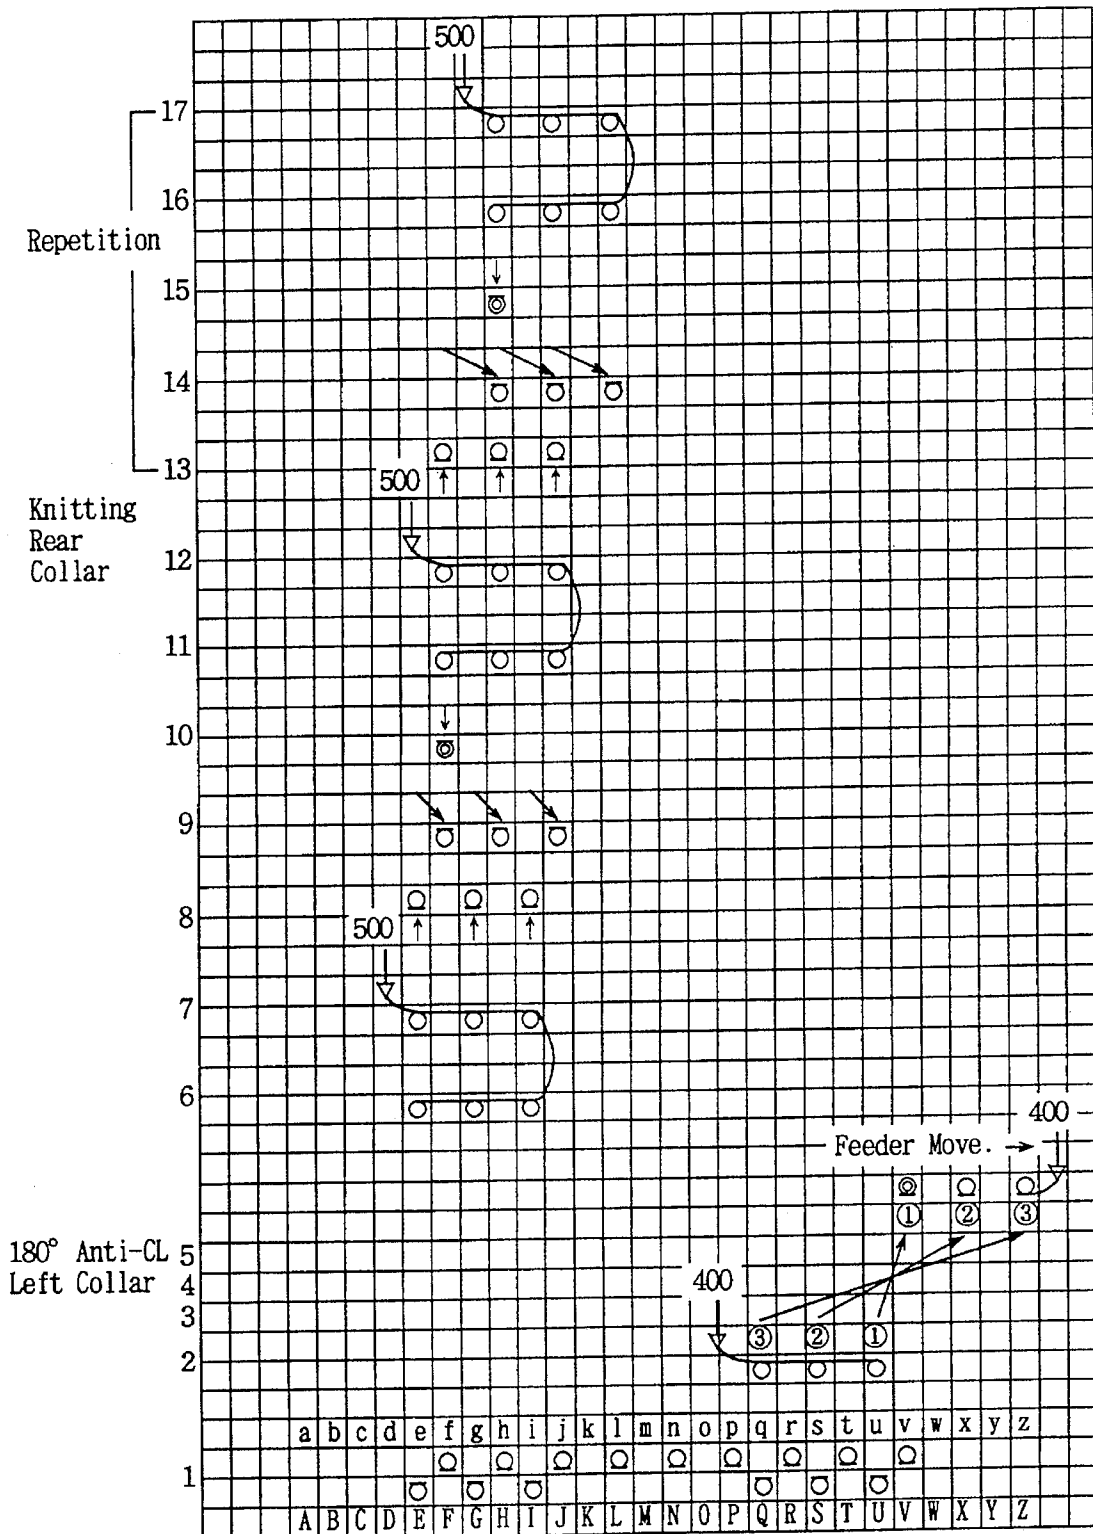 500
17
16
Repetition
15
14
13
500
Knitting
Rear
Collar
12
11
10
9
8
500
7
6
400
Feeder Move. →
① ② ③
180° Anti-CL
Left Collar
5
4
3
400
③ ② ①
2
a b c d e f g h i j k l m n o p q r s t u v w x y z
1
A B C D E F G H I J K L M N O P Q R S T U V W X Y Z